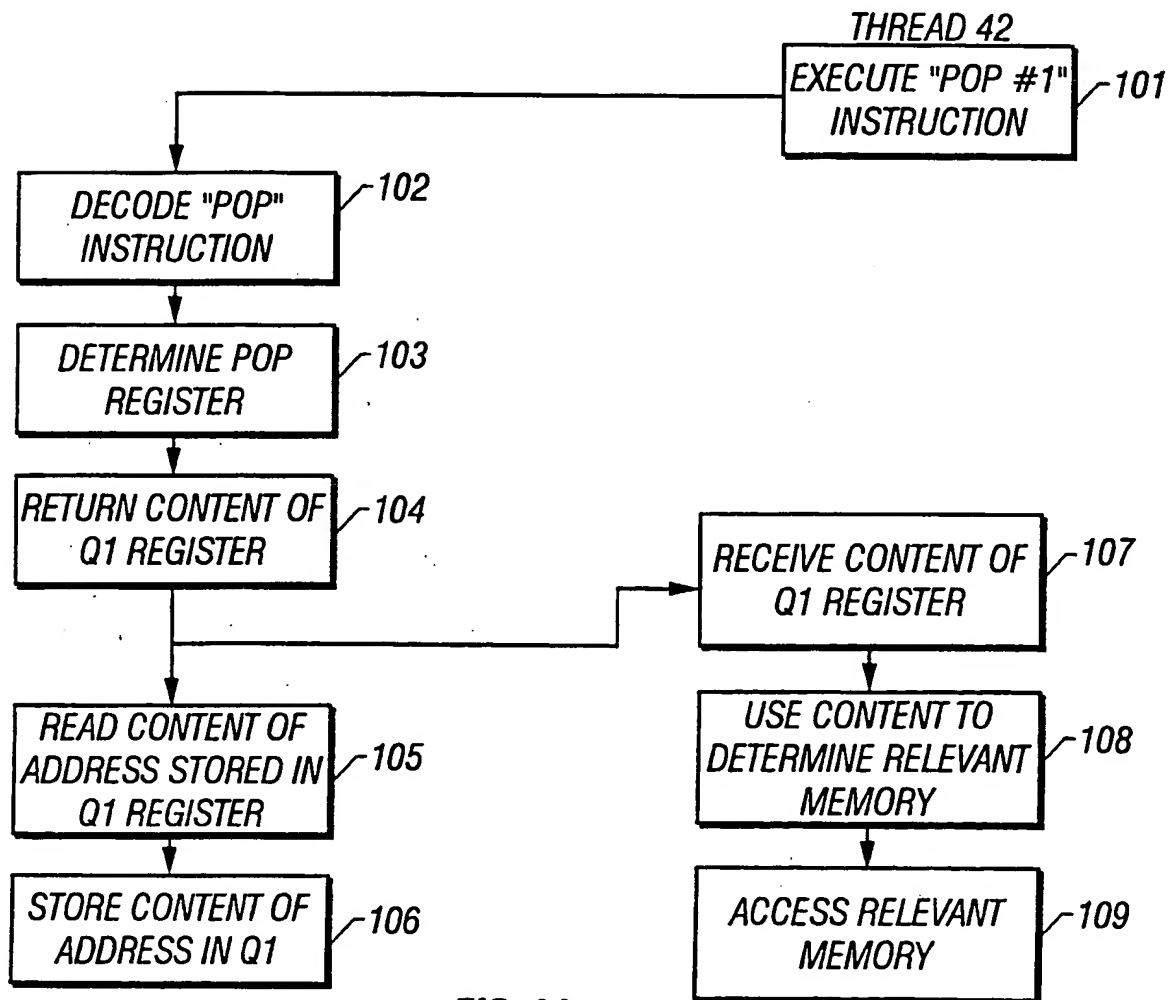 THREAD 42
EXECUTE "POP #1"
INSTRUCTION
101
DECODE "POP"
INSTRUCTION
102
DETERMINE POP
REGISTER
103
RETURN CONTENT OF
Q1 REGISTER
104
RECEIVE CONTENT OF
Q1 REGISTER
107
READ CONTENT OF
ADDRESS STORED IN
Q1 REGISTER
105
USE CONTENT TO
DETERMINE RELEVANT
MEMORY
108
STORE CONTENT OF
ADDRESS IN Q1
106
ACCESS RELEVANT
MEMORY
109